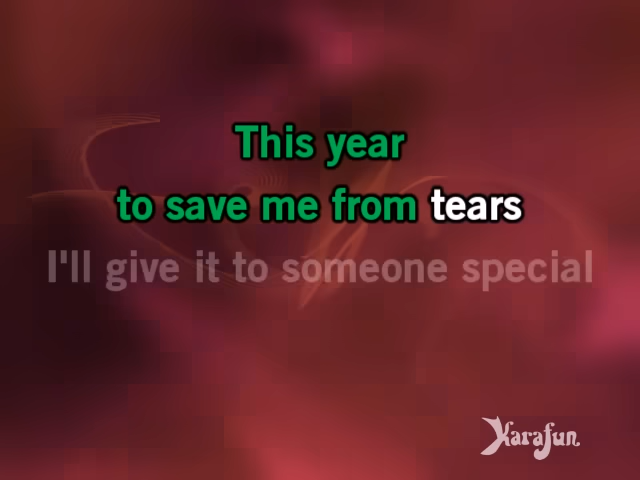 This year
to save me from tears
I'll give it to someone special
Karafun